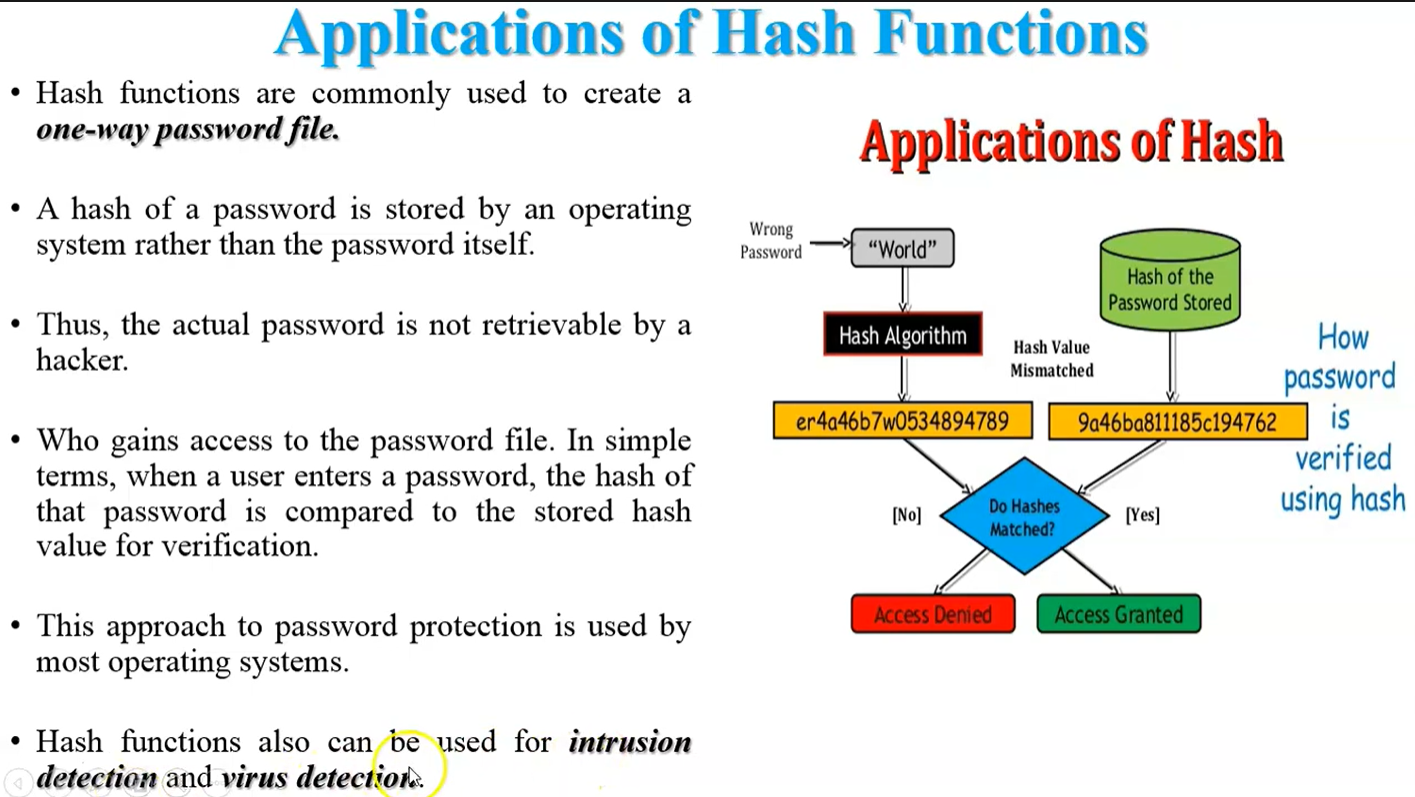 Applications of Hash Functions
• Hash functions are commonly used to create a
one-way password file.
• A hash of a password is stored by an operating
system rather than the password itself.
• Thus, the actual password is not retrievable by a
hacker.
• Who gains access to the password file. In simple
terms, when a user enters a password, the hash of
that password is compared to the stored hash
value for verification.
• This approach to password protection is used by
most operating systems.
• Hash functions also can be used for intrusion
detection and virus detection.
Applications of Hash
Wrong
Password
“World”
Hash of the
Password Stored
Hash Algorithm
Hash Value
Mismatched
er4a46b7w0534894789
9a46ba811185c194762
Do Hashes
Matched?
[No]
[Yes]
Access Denied
Access Granted
How
password
is
verified
using hash